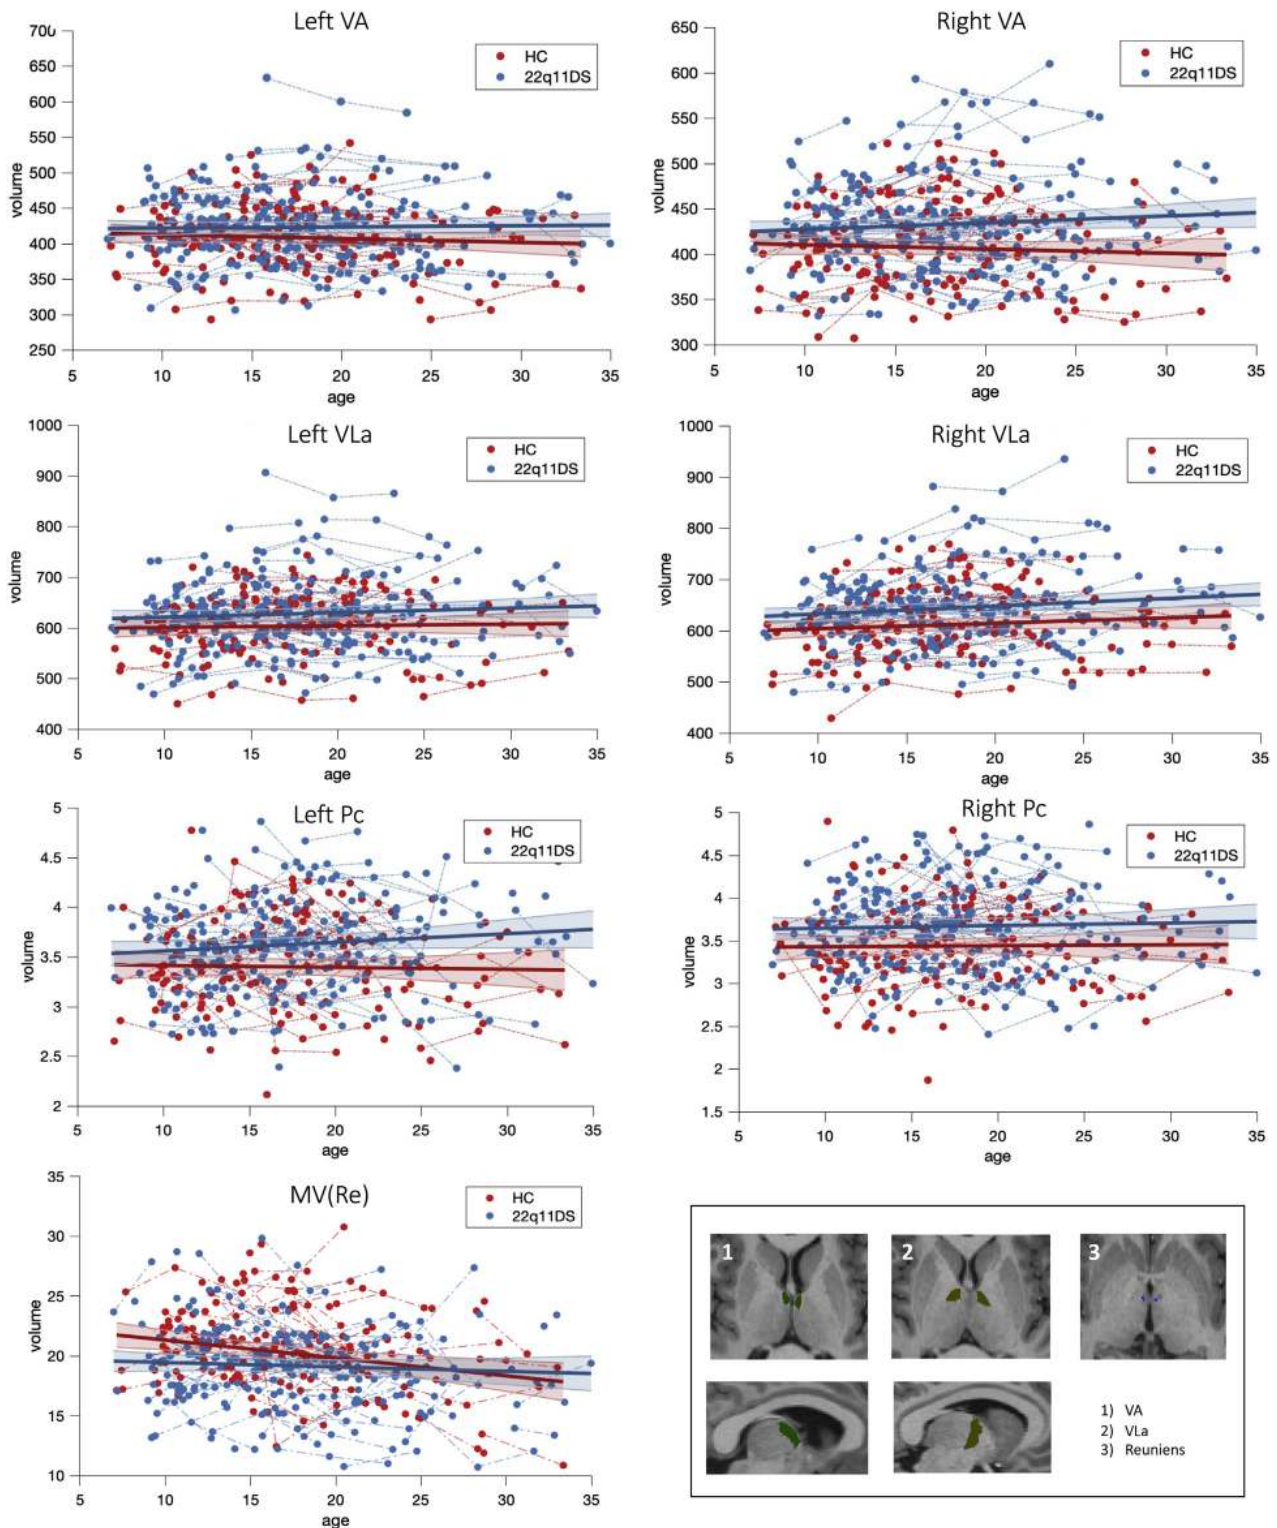 Left VA
HC
22q11DS
volume
700
650
600
550
500
450
400
350
300
250
5 10 15 20 25 30 35
age
Right VA
HC
22q11DS
volume
650
600
550
500
450
400
350
300
5 10 15 20 25 30 35
age
Left VLa
HC
22q11DS
volume
1000
900
800
700
600
500
400
5 10 15 20 25 30 35
age
Right VLa
HC
22q11DS
volume
1000
900
800
700
600
500
400
5 10 15 20 25 30 35
age
Left Pc
HC
22q11DS
volume
5
4.5
4
3.5
3
2.5
2
5 10 15 20 25 30 35
age
Right Pc
HC
22q11DS
volume
5
4.5
4
3.5
3
2.5
2
1.5
5 10 15 20 25 30 35
age
MV(Re)
HC
22q11DS
volume
35
30
25
20
15
10
5 10 15 20 25 30 35
age
1 2 3
1) VA
2) VLa
3) Reuniens